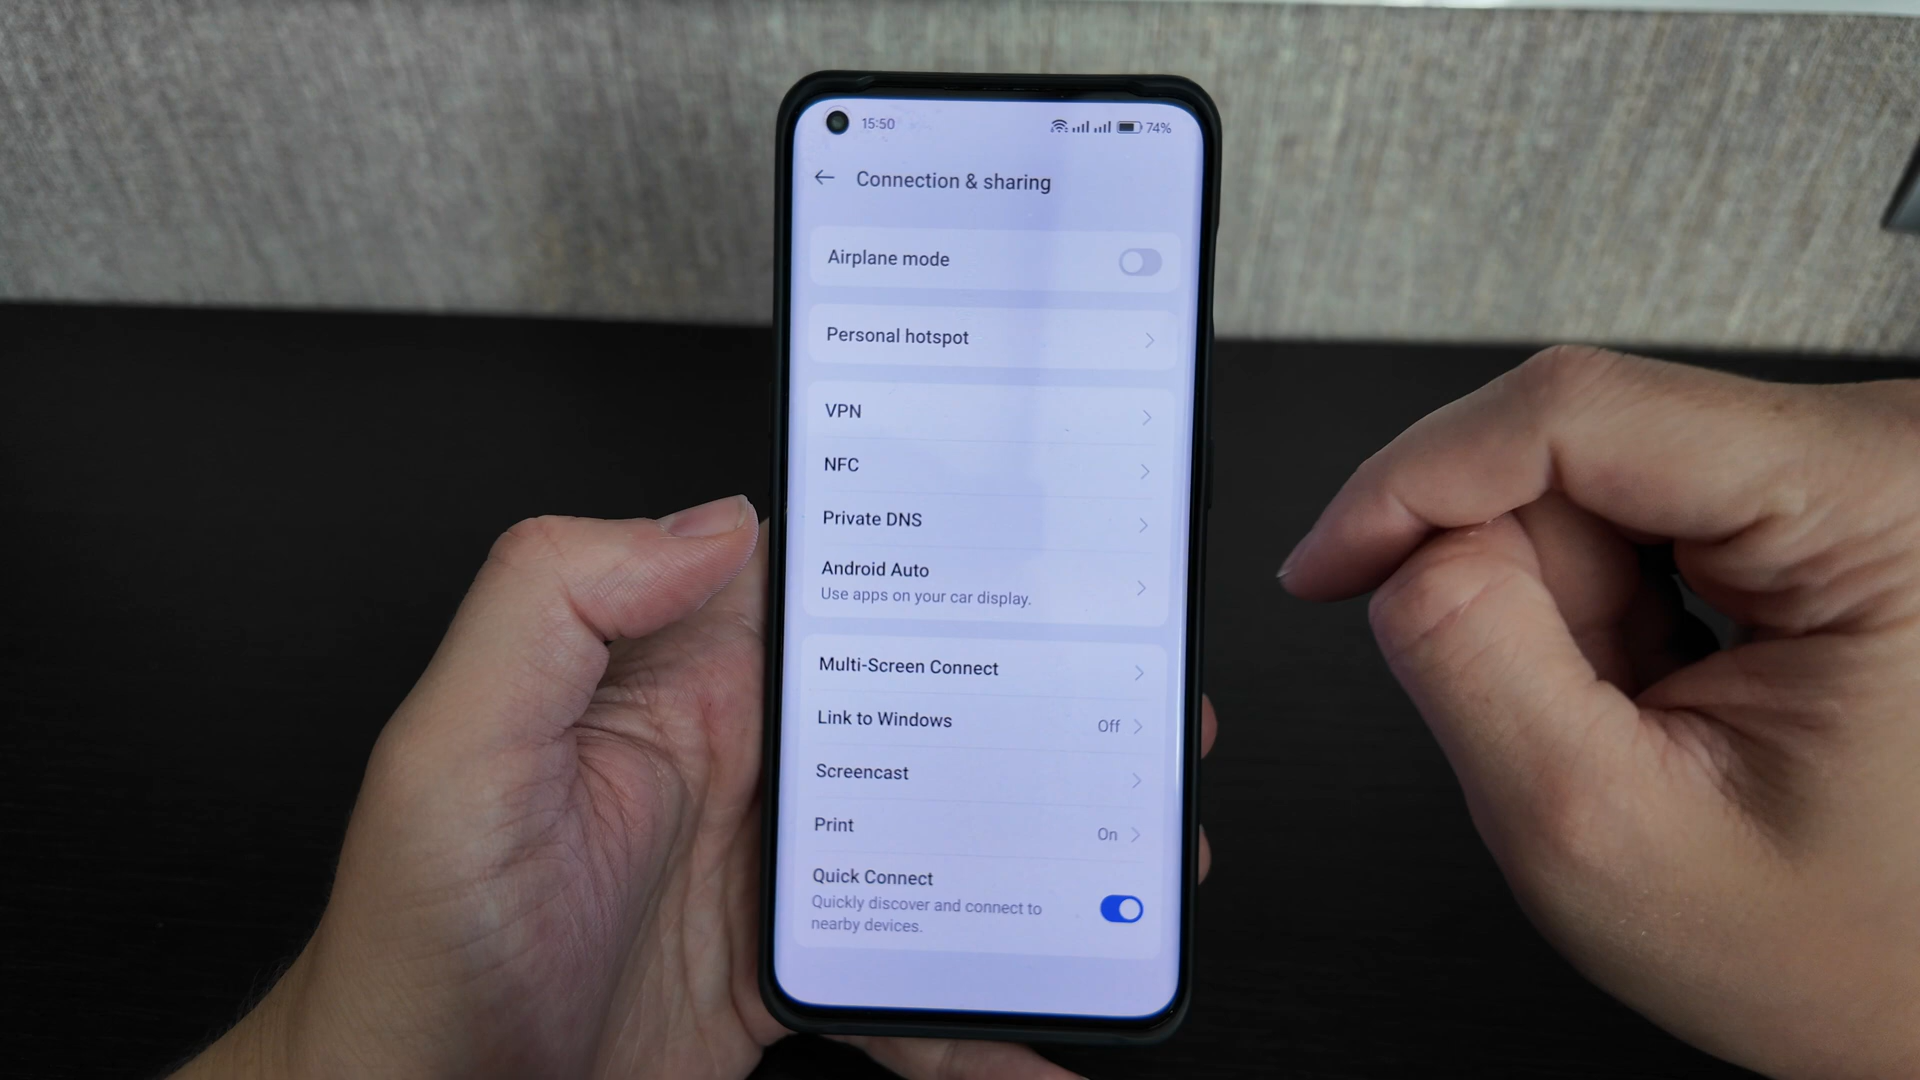 15:50 74%
Connection & sharing
Airplane mode
Personal hotspot
VPN
NFC
Private DNS
Android Auto
Use apps on your car display.
Multi-Screen Connect
Link to Windows Off
Screencast
Print On
Quick Connect
Quickly discover and connect to
nearby devices.